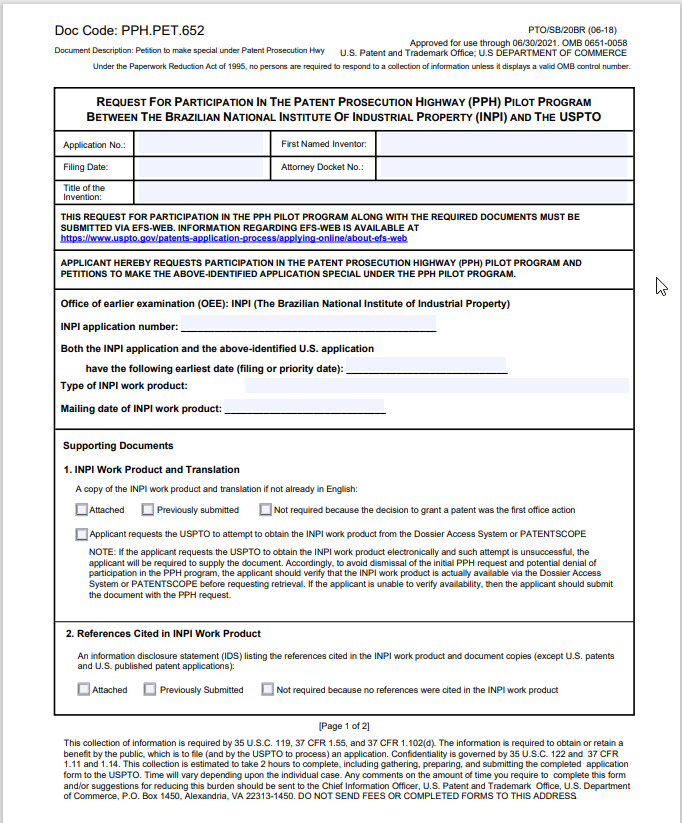 Doc Code: PPH.PET.652
PTO/SB/20BR (06-18)
Approved for use through 06/30/2021. OMB 0651-0058
Document Description: Petition to make special under Patent Prosecution Hwy
U.S. Patent and Trademark Office; U.S DEPARTMENT OF COMMERCE
Under the Paperwork Reduction Act of 1995, no persons are required to respond to a collection of information unless it displays a valid OMB control number.
REQUEST FOR PARTICIPATION IN THE PATENT PROSECUTION HIGHWAY (PPH) PILOT PROGRAM
BETWEEN THE BRAZILIAN NATIONAL INSTITUTE OF INDUSTRIAL PROPERTY (INPI) AND THE USPTO
Application No.:
First Named Inventor:
Filing Date:
Attorney Docket No.:
Title of the
Invention:
THIS REQUEST FOR PARTICIPATION IN THE PPH PILOT PROGRAM ALONG WITH THE REQUIRED DOCUMENTS MUST BE
SUBMITTED VIA EFS-WEB. INFORMATION REGARDING EFS-WEB IS AVAILABLE AT
https://www.uspto.gov/patents-application-process/applying-online/about-efs-web
APPLICANT HEREBY REQUESTS PARTICIPATION IN THE PATENT PROSECUTION HIGHWAY (PPH) PILOT PROGRAM AND
PETITIONS TO MAKE THE ABOVE-IDENTIFIED APPLICATION SPECIAL UNDER THE PPH PILOT PROGRAM.
Office of earlier examination (OEE): INPI (The Brazilian National Institute of Industrial Property)
INPI application number:
Both the INPI application and the above-identified U.S. application
have the following earliest date (filing or priority date):
Type of INPI work product:
Mailing date of INPI work product:
Supporting Documents
1. INPI Work Product and Translation
A copy of the INPI work product and translation if not already in English:
Attached Previously submitted Not required because the decision to grant a patent was the first office action
Applicant requests the USPTO to attempt to obtain the INPI work product from the Dossier Access System or PATENTSCOPE
NOTE: If the applicant requests the USPTO to obtain the INPI work product electronically and such attempt is unsuccessful, the
applicant will be required to supply the document. Accordingly, to avoid dismissal of the initial PPH request and potential denial of
participation in the PPH program, the applicant should verify that the INPI work product is actually available via the Dossier Access
System or PATENTSCOPE before requesting retrieval. If the applicant is unable to verify availability, then the applicant should submit
the document with the PPH request.
2. References Cited in INPI Work Product
An information disclosure statement (IDS) listing the references cited in the INPI work product and document copies (except U.S. patents
and U.S. published patent applications):
Attached Previously Submitted Not required because no references were cited in the INPI work product
[Page 1 of 2]
This collection of information is required by 35 U.S.C. 119, 37 CFR 1.55, and 37 CFR 1.102(d). The information is required to obtain or retain a
benefit by the public, which is to file (and by the USPTO to process) an application. Confidentiality is governed by 35 U.S.C. 122 and 37 CFR
1.11 and 1.14. This collection is estimated to take 2 hours to complete, including gathering, preparing, and submitting the completed application
form to the USPTO. Time will vary depending upon the individual case. Any comments on the amount of time you require to complete this form
and/or suggestions for reducing this burden should be sent to the Chief Information Officer, U.S. Patent and Trademark Office, U.S. Department
of Commerce, P.O. Box 1450, Alexandria, VA 22313-1450. DO NOT SEND FEES OR COMPLETED FORMS TO THIS ADDRESS.